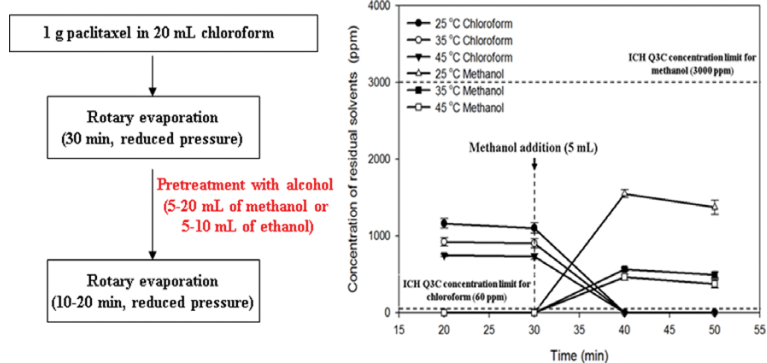 1 g paclitaxel in 20 mL chloroform
Rotary evaporation
(30 min, reduced pressure)
Pretreatment with alcohol
(5-20 mL of methanol or
5-10 mL of ethanol)
Rotary evaporation
(10-20 min, reduced pressure)
Concentration of residual solvents (ppm)
4000
3000
2000
1000
0
25 °C Chloroform
35 °C Chloroform
45 °C Chloroform
25 °C Methanol
35 °C Methanol
45 °C Methanol
ICH Q3C concentration limit for
methanol (3000 ppm)
Methanol addition (5 mL)
ICH Q3C concentration limit for
chloroform (60 ppm)
15 20 25 30 35 40 45 50 55
Time (min)